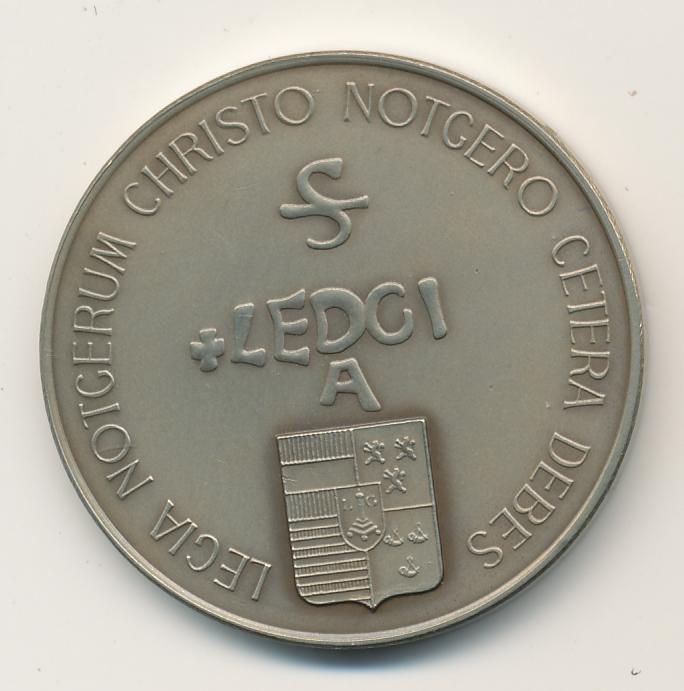 LEGIA NOTGERUM CHRISTO NOTGERO CETERA DEBES
S
+LEDGI
A
L G